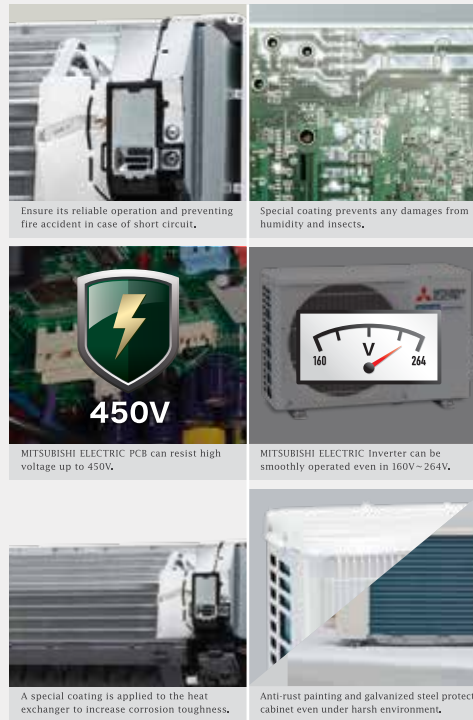 Ensure its reliable operation and preventing
fire accident in case of short circuit.
Special coating prevents any damages from
humidity and insects.
450V
MITSUBISHI ELECTRIC PCB can resist high
voltage up to 450V.
MITSUBISHI
ELECTRIC
V
160
264
MITSUBISHI ELECTRIC Inverter can be
smoothly operated even in 160V~264V.
A special coating is applied to the heat
exchanger to increase corrosion toughness.
Anti-rust painting and galvanized steel protect
cabinet even under harsh environment.